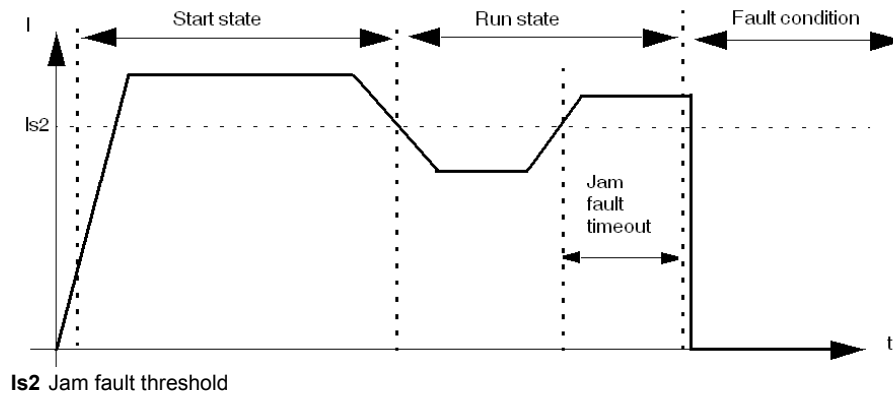 Start state
Run state
Fault condition
I
Is2
Jam
fault
timeout
t
Is2 Jam fault threshold